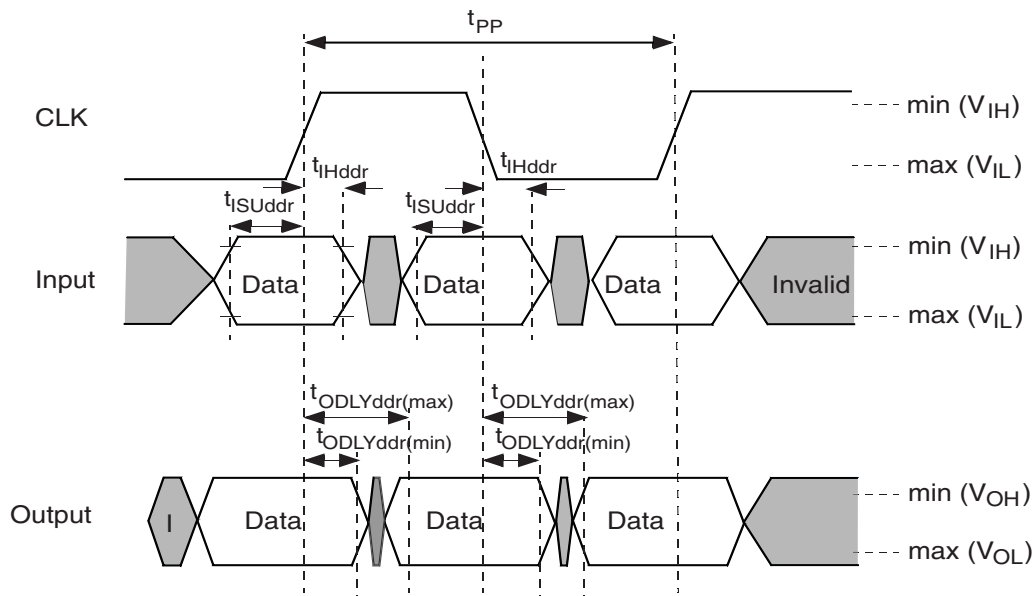 tPP
CLK
min (VIH)
max (VIL)
tIHddr
tIHddr
tISUddr
tISUddr
Input
Data
Data
Data
Invalid
min (VIH)
max (VIL)
tODLYddr(max)
tODLYddr(max)
tODLYddr(min)
tODLYddr(min)
Output
I
Data
Data
Data
min (VOH)
max (VOL)